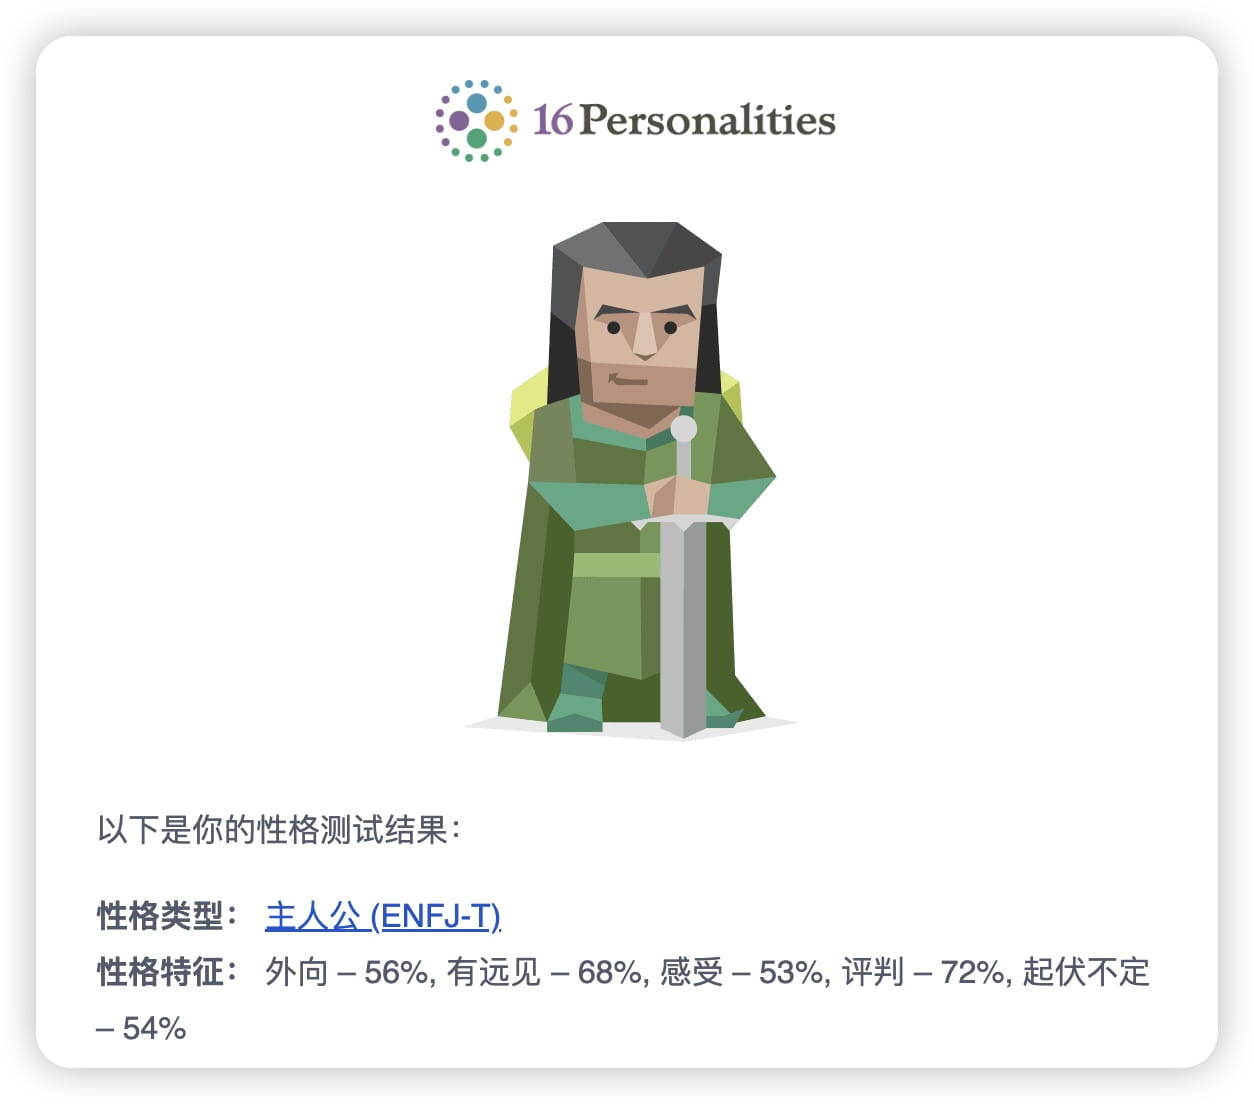 16Personalities
以下是你的性格测试结果：
性格类型： 主人公 (ENFJ-T)
性格特征： 外向 – 56%, 有远见 – 68%, 感受 – 53%, 评判 – 72%, 起伏不定
– 54%